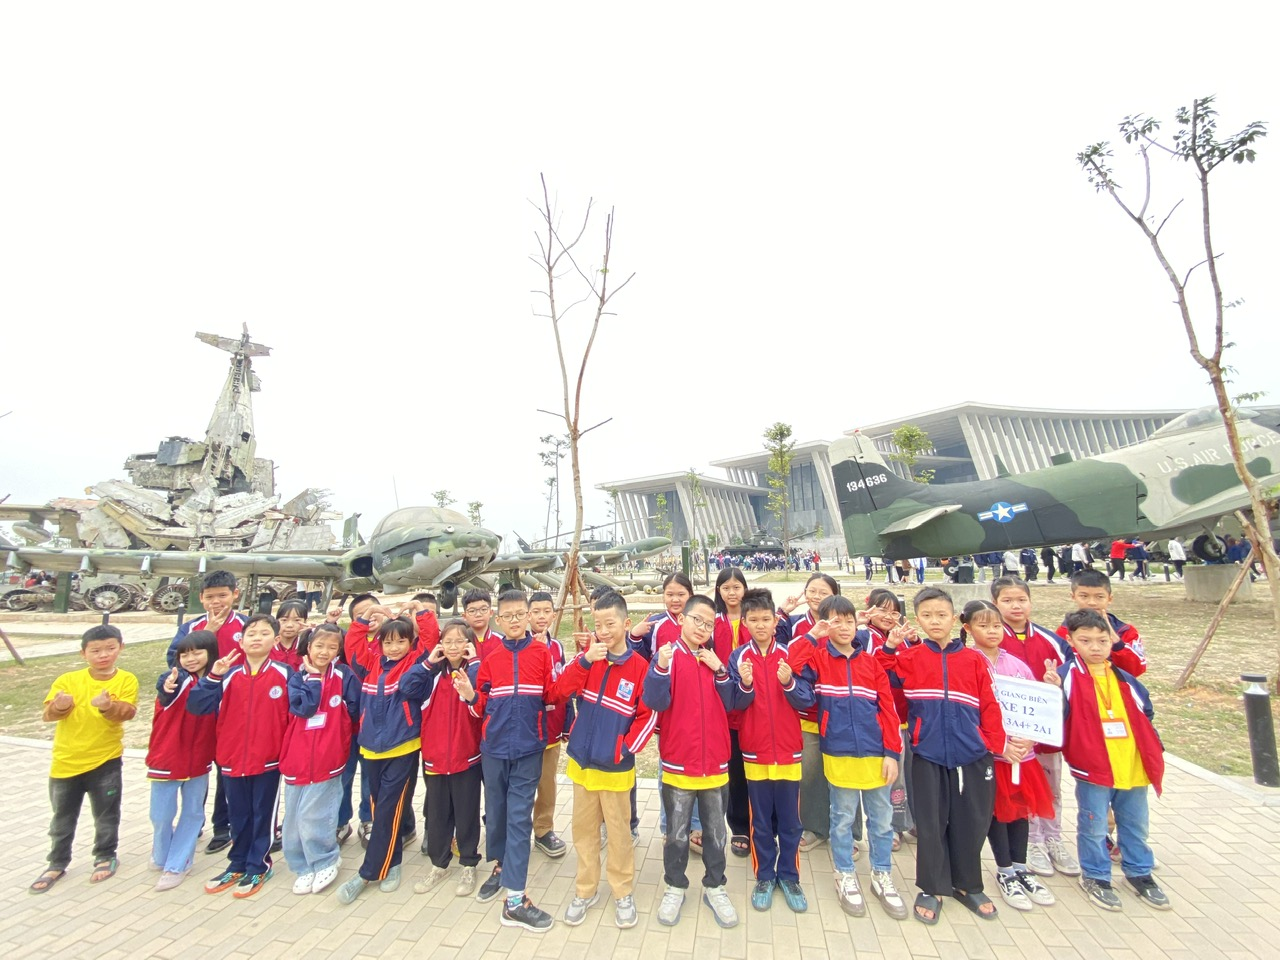 134636
U.S. AIR FORCE
GIANG BIÊN
XE 12
3A4+ 2A1